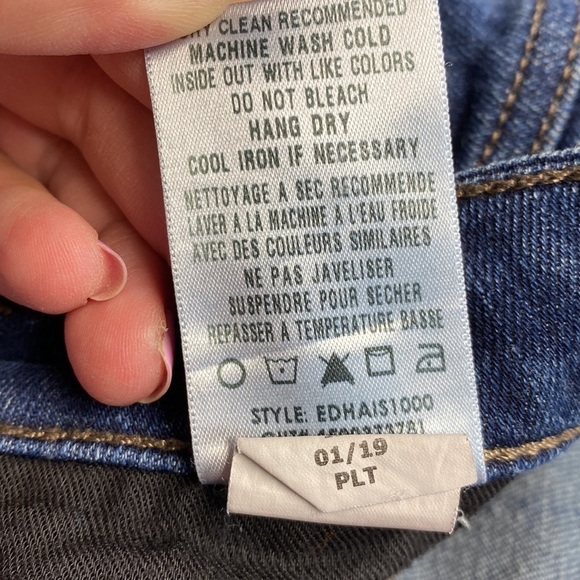 DRY CLEAN RECOMMENDED
MACHINE WASH COLD
INSIDE OUT WITH LIKE COLORS
DO NOT BLEACH
HANG DRY
COOL IRON IF NECESSARY
NETTOYAGE A SEC RECOMMENDE
LAVER A LA MACHINE A L'EAU FROIDE
AVEC DES COULEURS SIMILAIRES
NE PAS JAVELISER
SUSPENDRE POUR SECHER
REPASSER A TEMPERATURE BASSE
STYLE: EDHAIS1000
01/19
PLT